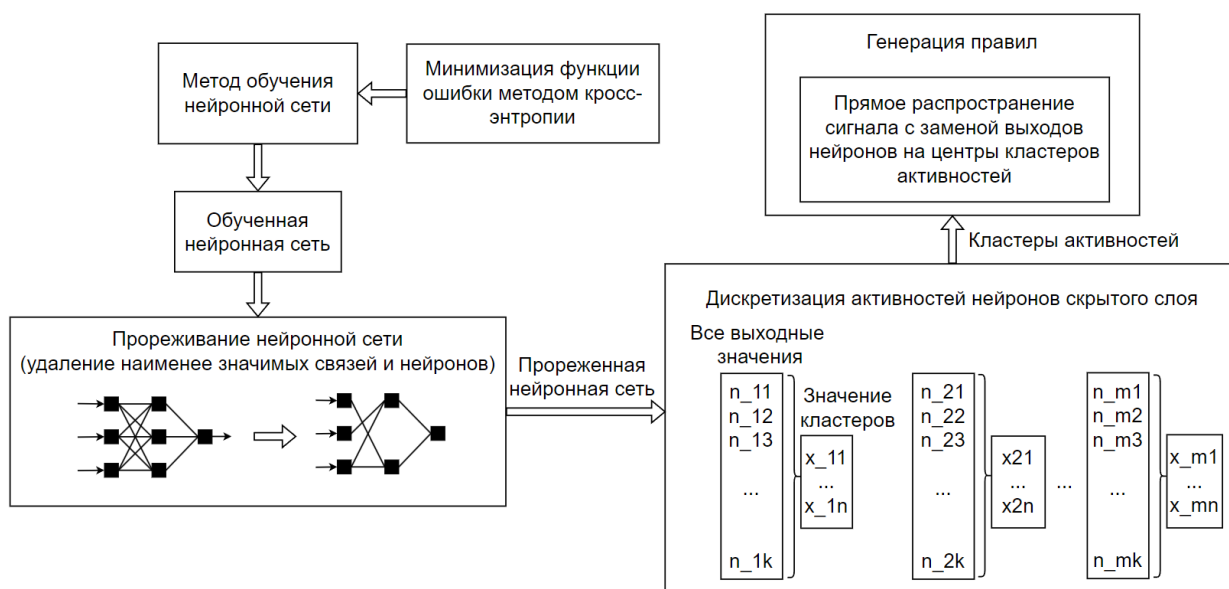 Метод обучения
нейронной сети
Минимизация функции
ошибки методом кросс-
энтропии
Обученная
нейронная сеть
Прореживание нейронной сети
(удаление наименее значимых связей и нейронов)
Прореженная
нейронная сеть
Генерация правил
Прямое распространение
сигнала с заменой выходов
нейронов на центры кластеров
активностей
Кластеры активностей
Дискретизация активностей нейронов скрытого слоя
Все выходные
значения
n_11
n_12
n_13
...
n_1k
Значение
кластеров
x_11
...
x_1n
n_21
n_22
n_23
...
n_2k
x21
...
x2n
...
n_m1
n_m2
n_m3
...
n_mk
x_m1
...
x_mn